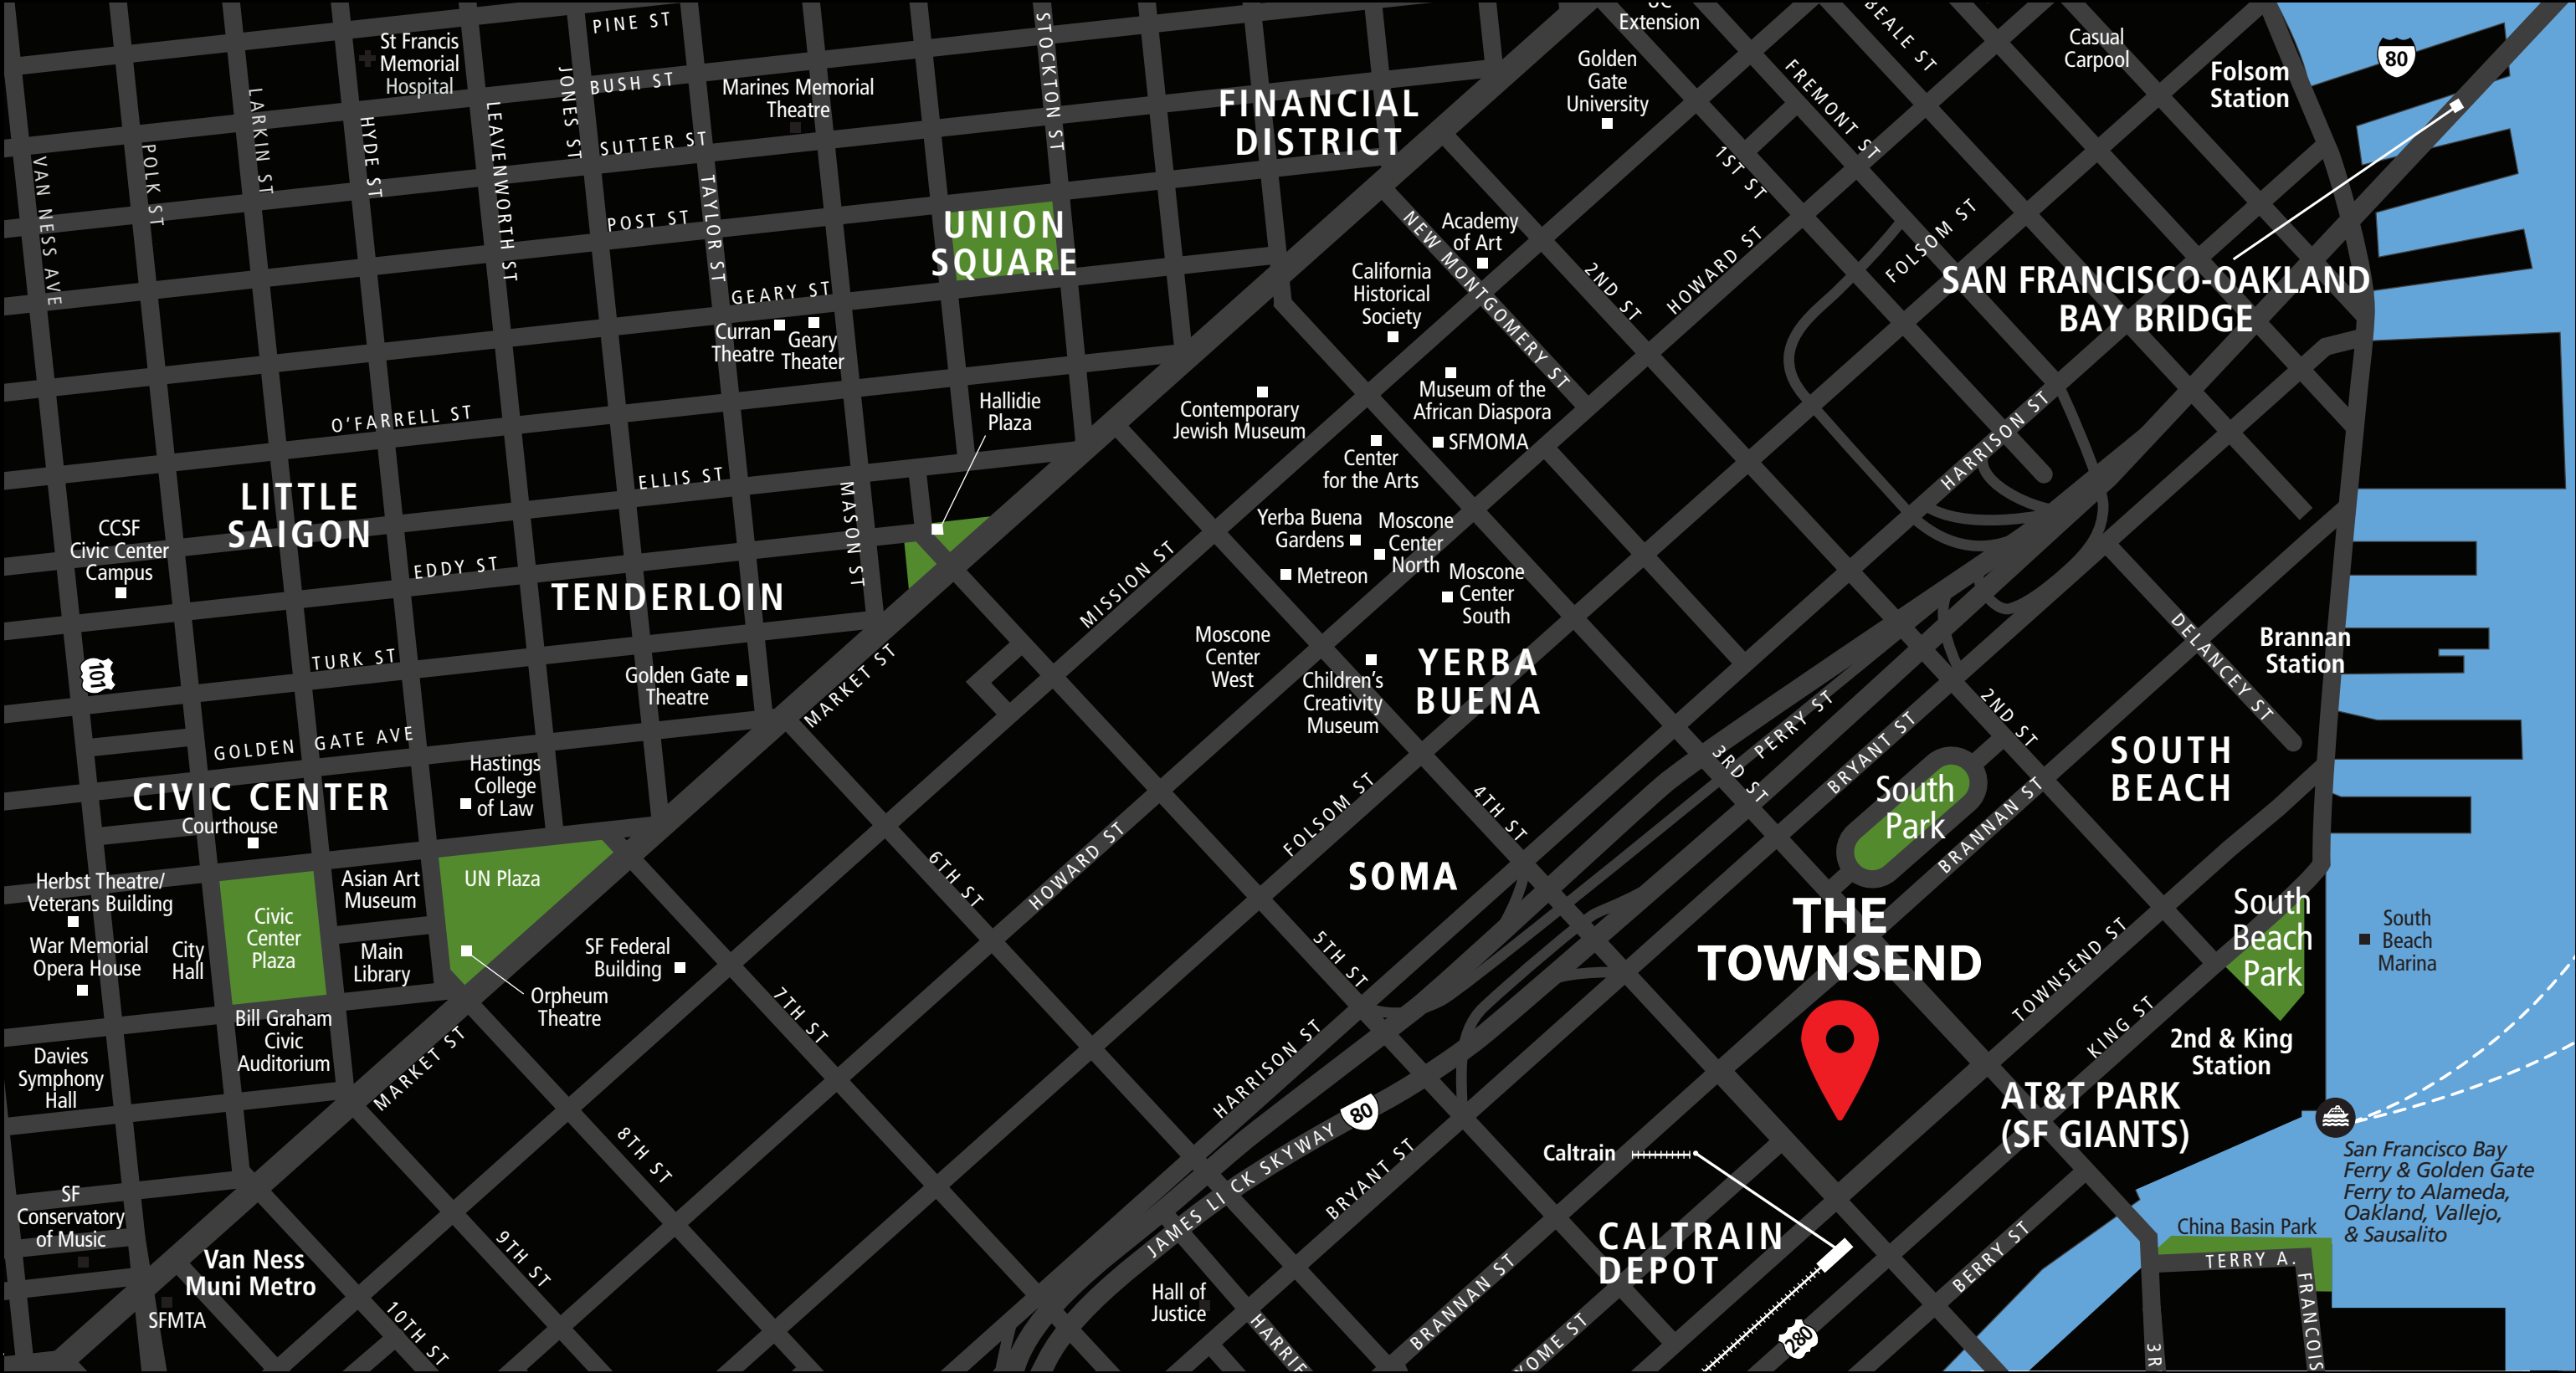 PINE ST
BUSH ST
SUTTER ST
POST ST
GEARY ST
O'FARRELL ST
ELLIS ST
EDDY ST
TURK ST
GOLDEN GATE AVE
VAN NESS AVE
POLK ST
LARKIN ST
HYDE ST
LEAVENWORTH ST
JONES ST
TAYLOR ST
MASON ST
STOCKTON ST
St Francis
Memorial
Hospital
Marines Memorial
Theatre
UNION
SQUARE
Curran
Theatre
Geary
Theater
Hallidie
Plaza
FINANCIAL
DISTRICT
Extension
Golden
Gate
University
BEALE ST
FREMONT ST
1ST ST
Casual
Carpool
Folsom
Station
80
SAN FRANCISCO-OAKLAND
BAY BRIDGE
NEW MONTGOMERY ST
Academy
of Art
California
Historical
Society
2ND ST
HOWARD ST
FOLSOM ST
HARRISON ST
Contemporary
Jewish Museum
Museum of the
African Diaspora
SFMOMA
Center
for the Arts
Yerba Buena
Gardens
Moscone
Center
North
Metreon
Moscone
Center
South
MISSION ST
Moscone
Center
West
Children's
Creativity
Museum
YERBA
BUENA
LITTLE
SAIGON
CCSF
Civic Center
Campus
101
TENDERLOIN
Golden Gate
Theatre
MARKET ST
CIVIC CENTER
Courthouse
Hastings
College
of Law
Herbst Theatre/
Veterans Building
War Memorial
Opera House
City
Hall
Civic
Center
Plaza
Asian Art
Museum
Main
Library
UN Plaza
Orpheum
Theatre
SF Federal
Building
Bill Graham
Civic
Auditorium
Davies
Symphony
Hall
MARKET ST
SF
Conservatory
of Music
Van Ness
Muni Metro
SFMTA
10TH ST
9TH ST
8TH ST
7TH ST
6TH ST
5TH ST
4TH ST
3RD ST
2ND ST
HOWARD ST
FOLSOM ST
SOMA
HARRISON ST
JAMES LICK SKYWAY
80
BRYANT ST
Hall of
Justice
HARRIE
BRANNAN ST
YOME ST
PERRY ST
BRYANT ST
South
Park
BRANNAN ST
DELANCEY ST
Brannan
Station
SOUTH
BEACH
THE
TOWNSEND
TOWNSEND ST
KING ST
South
Beach
Park
South
Beach
Marina
2nd & King
Station
AT&T PARK
(SF GIANTS)
Caltrain
CALTRAIN
DEPOT
280
BERRY ST
San Francisco Bay
Ferry & Golden Gate
Ferry to Alameda,
Oakland, Vallejo,
& Sausalito
China Basin Park
TERRY A.
FRANCOIS
3R